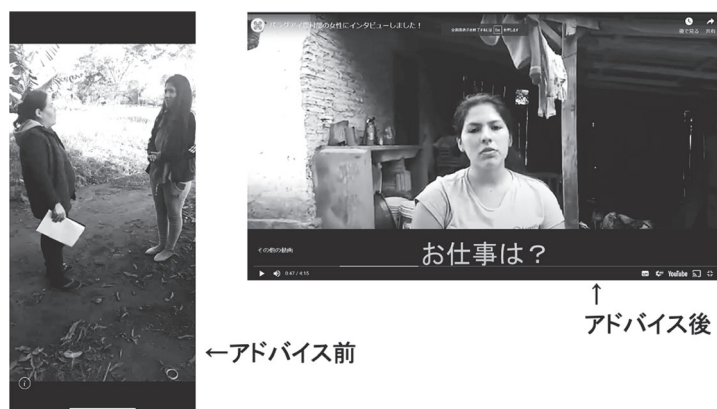 パラグアイ農村部の女性にインタビューしました！
後で見る 共有
お仕事は？
その他の動画
0:47 / 4:15
YouTube
↑
アドバイス後
←アドバイス前